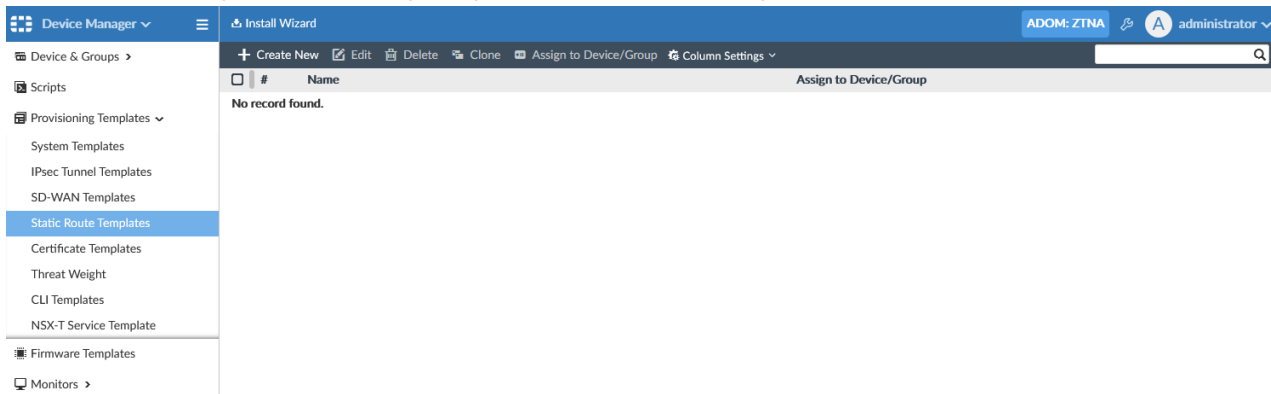 Device Manager
Install Wizard
ADOM: ZTNA
A
administrator
Device & Groups
Create New Edit Delete Clone Assign to Device/Group Column Settings
Scripts
# Name Assign to Device/Group
No record found.
Provisioning Templates
System Templates
IPsec Tunnel Templates
SD-WAN Templates
Static Route Templates
Certificate Templates
Threat Weight
CLI Templates
NSX-T Service Template
Firmware Templates
Monitors